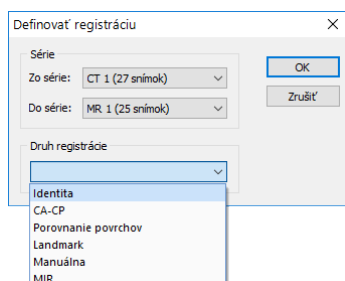 Definovať registráciu
Série
Zo série: CT 1 (27 snímok)
OK
Do série: MR 1 (25 snímok)
Zrušiť
Druh registrácie
Identita
CA-CP
Porovnanie povrchov
Landmark
Manuálna
MIR